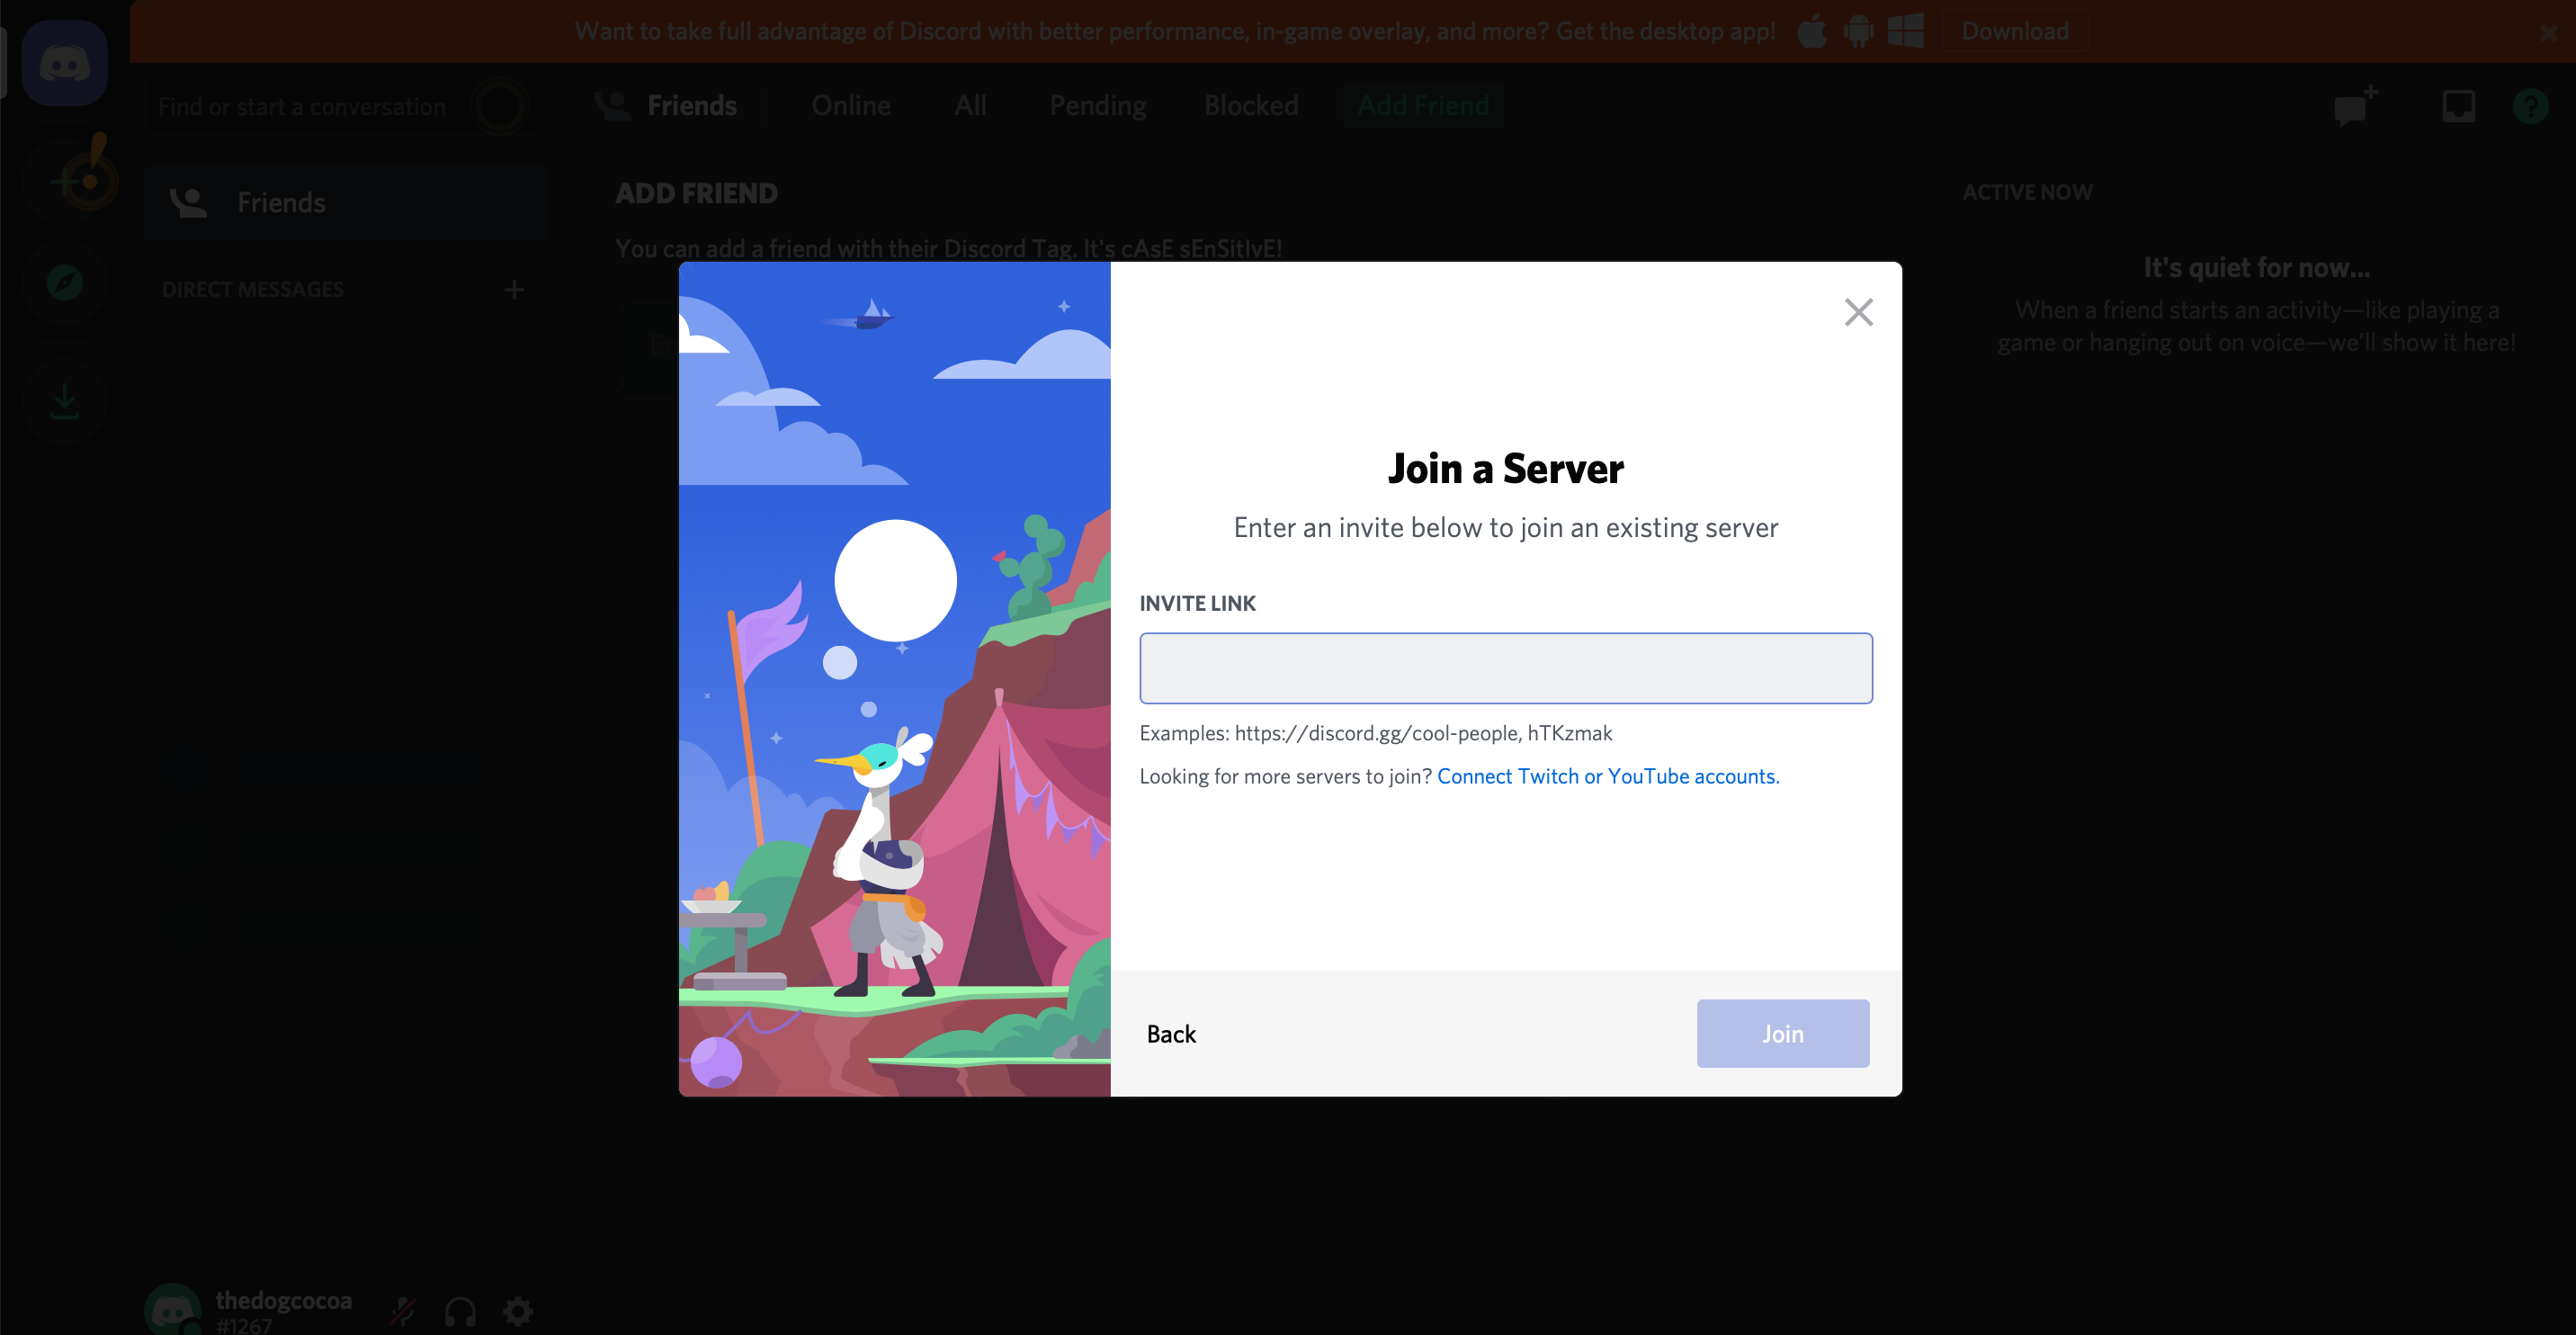 Want to take full advantage of Discord with better performance, in-game overlay, and more? Get the desktop app!
Download
Find or start a conversation
Friends
Online
All
Pending
Blocked
Add Friend
Friends
DIRECT MESSAGES
ADD FRIEND
You can add a friend with their Discord Tag. It's cAsE sEnSitIvE!
ACTIVE NOW
It's quiet for now...
When a friend starts an activity—like playing a
game or hanging out on voice—we'll show it here!
Join a Server
Enter an invite below to join an existing server
INVITE LINK
Examples: https://discord.gg/cool-people, hTKzmak
Looking for more servers to join? Connect Twitch or YouTube accounts.
Back
Join
thedogcocoa
#1267